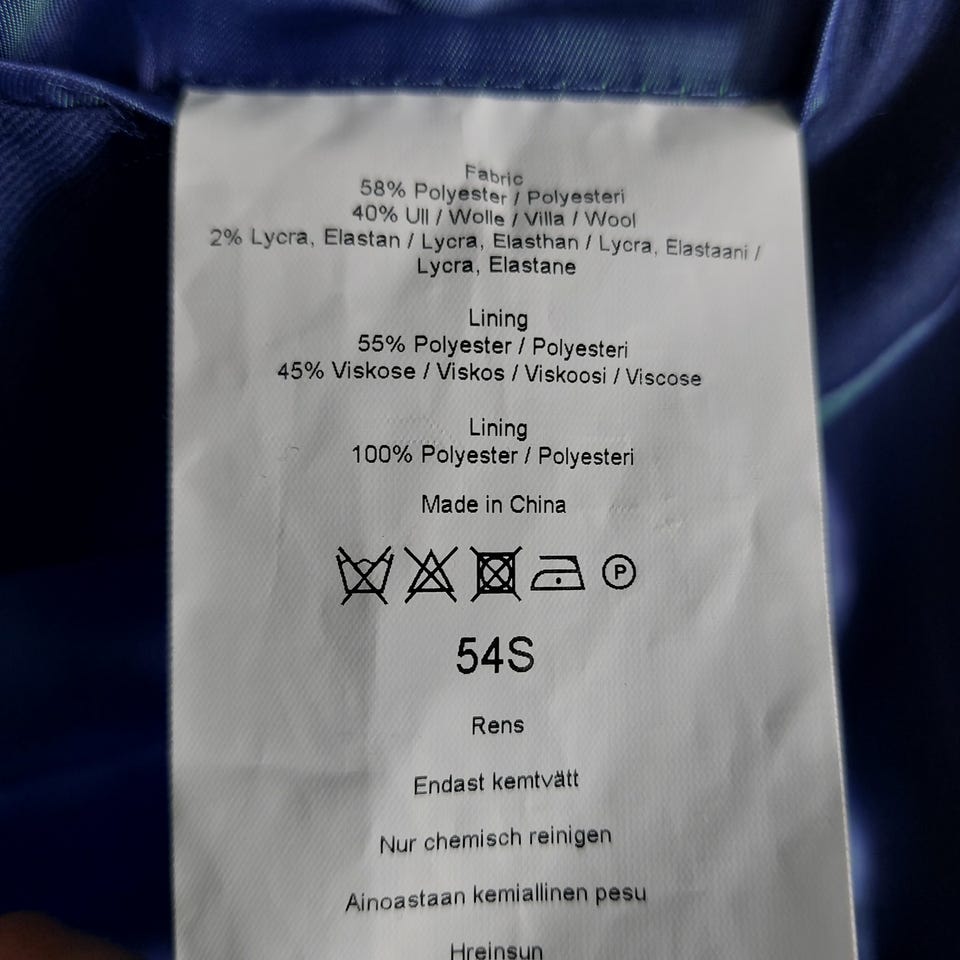 Fabric
58% Polyester / Polyesteri
40% Ull / Wolle / Villa / Wool
2% Lycra, Elastan / Lycra, Elasthan / Lycra, Elastaani /
Lycra, Elastane
Lining
55% Polyester / Polyesteri
45% Viskose / Viskos / Viskoosi / Viscose
Lining
100% Polyester / Polyesteri
Made in China
P
54S
Rens
Endast kemtvätt
Nur chemisch reinigen
Ainoastaan kemiallinen pesu
Hreinsun